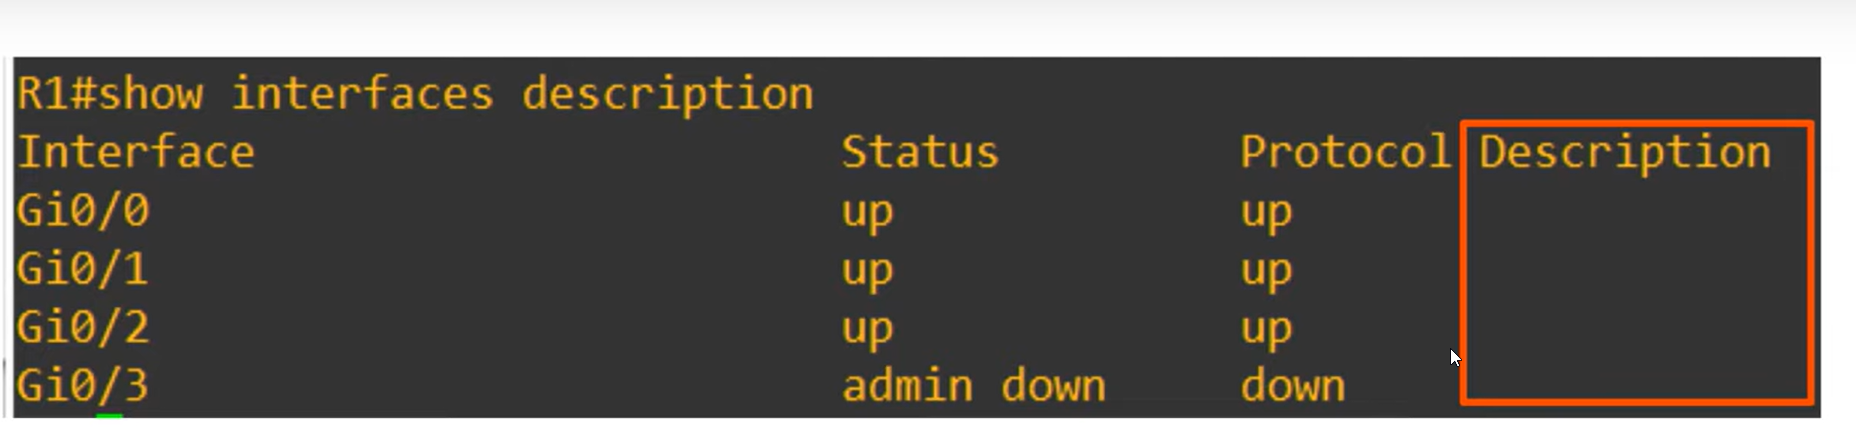 R1#show interfaces description
Interface Status Protocol Description
Gi0/0 up up
Gi0/1 up up
Gi0/2 up up
Gi0/3 admin down down